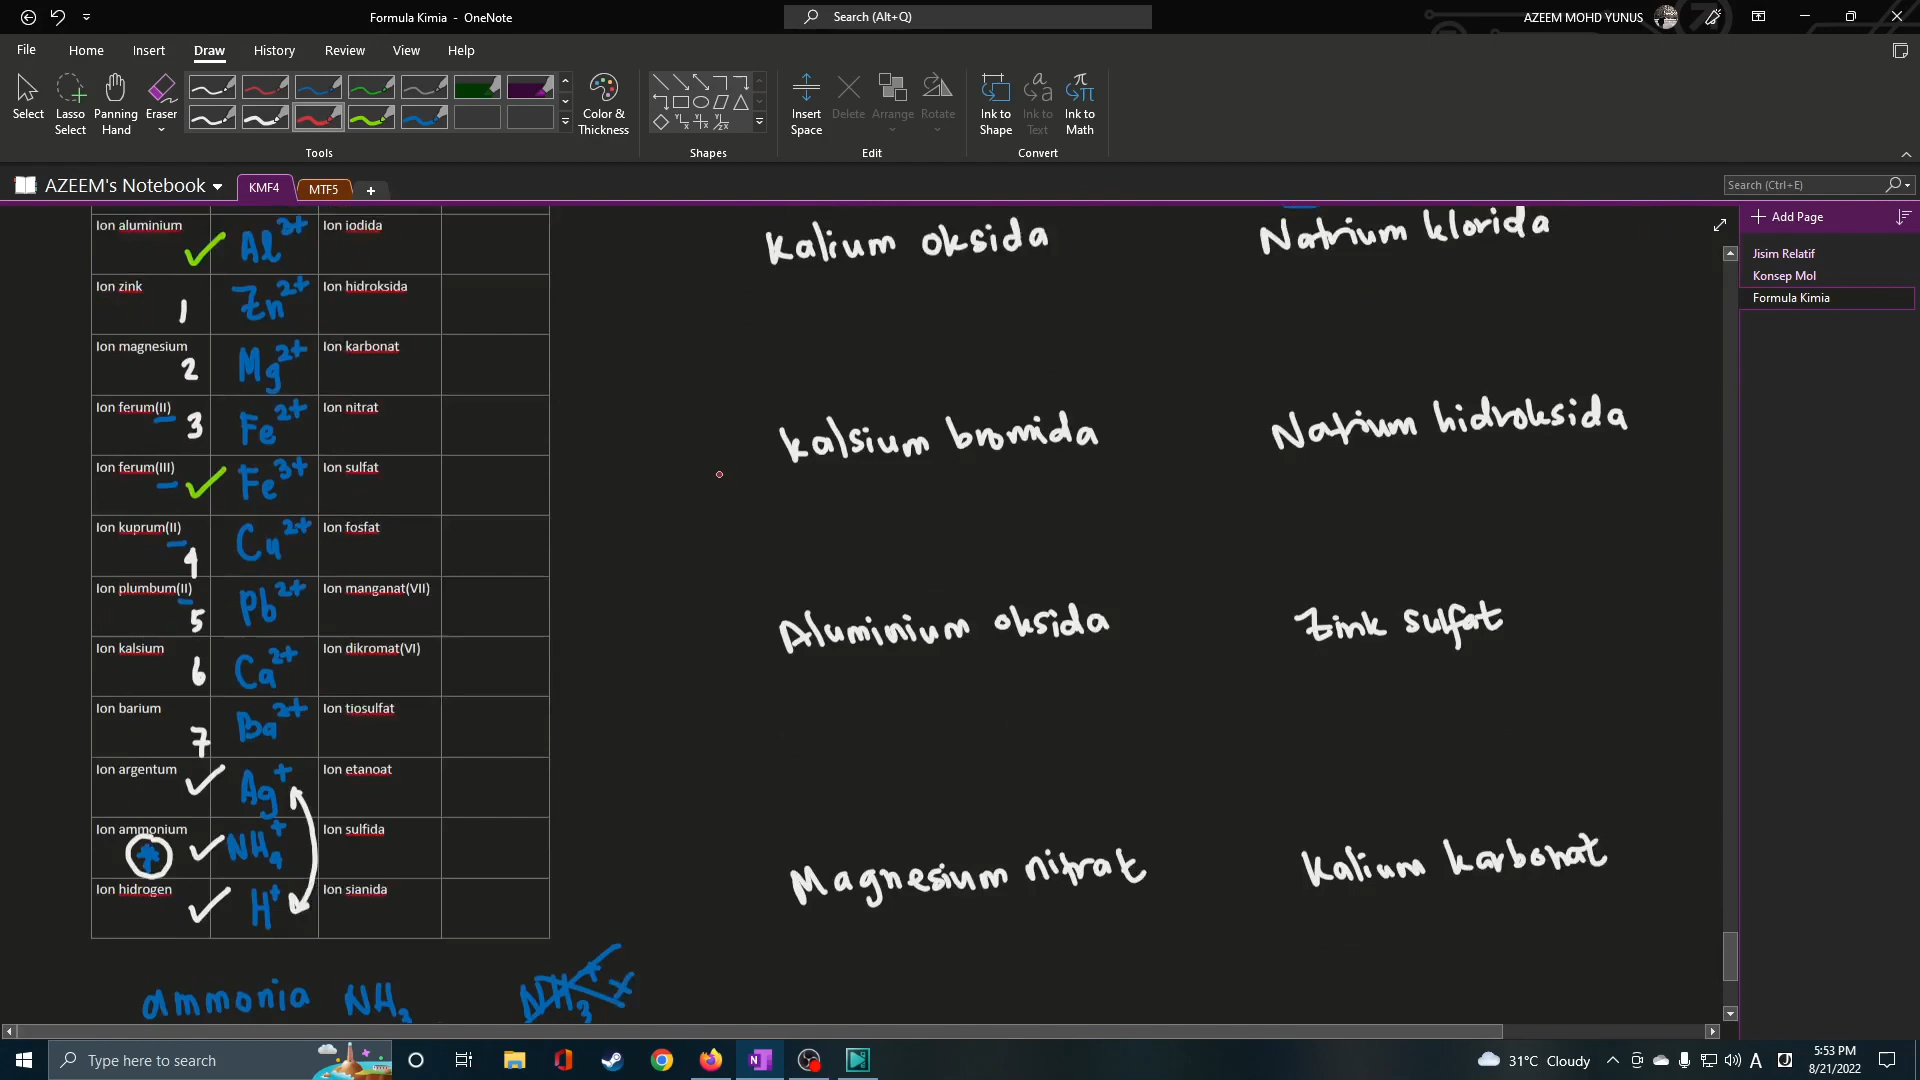 Formula Kimia - OneNote
Search (Alt+Q)
AZEEM MOHD YUNUS
File Home Insert Draw History Review View Help
Select
Lasso Select
Panning Hand
Eraser
Color & Thickness
Insert Space
Delete
Arrange
Rotate
Ink to Shape
Ink to Text
Ink to Math
Tools
Shapes
Edit
Convert
AZEEM's Notebook
KMF4
MTF5
Search (Ctrl+E)
Add Page
Jisim Relatif
Konsep Mol
Formula Kimia
Ion aluminium Al3+ Ion iodida
Ion zink 1 Zn2+ Ion hidroksida
Ion magnesium 2 Mg2+ Ion karbonat
Ion ferum(II) 3 Fe2+ Ion nitrat
Ion ferum(III) Fe3+ Ion sulfat
Ion kuprum(II) 4 Cu2+ Ion fosfat
Ion plumbum(II) 5 Pb2+ Ion manganat(VII)
Ion kalsium 6 Ca2+ Ion dikromat(VI)
Ion barium 7 Ba2+ Ion tiosulfat
Ion argentum Ag+ Ion etanoat
Ion ammonium NH4+ Ion sulfida
Ion hidrogen H+ Ion sianida
ammonia NH3 NH3+
Kalium oksida Natrium klorida
Kalsium bromida Natrium hidroksida
Aluminium oksida Zink sulfat
Magnesium nitrat Kalium karbonat
Type here to search
31°C Cloudy
A
5:53 PM
8/21/2022